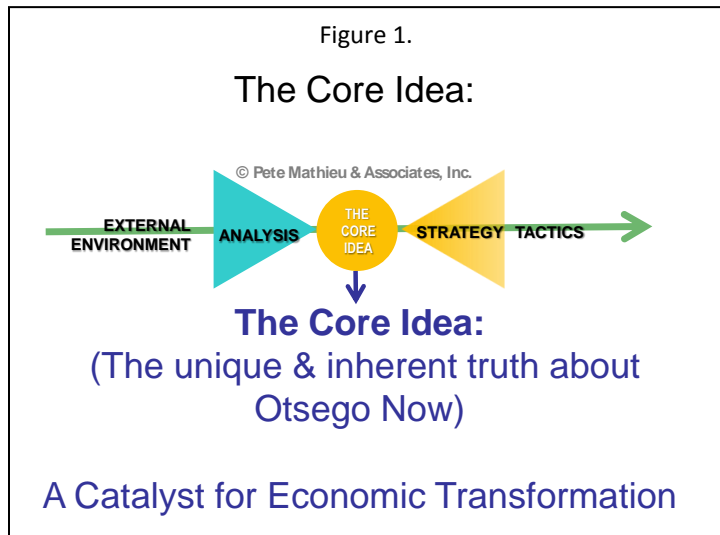 Figure 1.
The Core Idea:
© Pete Mathieu & Associates, Inc.
EXTERNAL
ENVIRONMENT
ANALYSIS
THE
CORE
IDEA
STRATEGY
TACTICS
The Core Idea:
(The unique & inherent truth about
Otsego Now)
A Catalyst for Economic Transformation